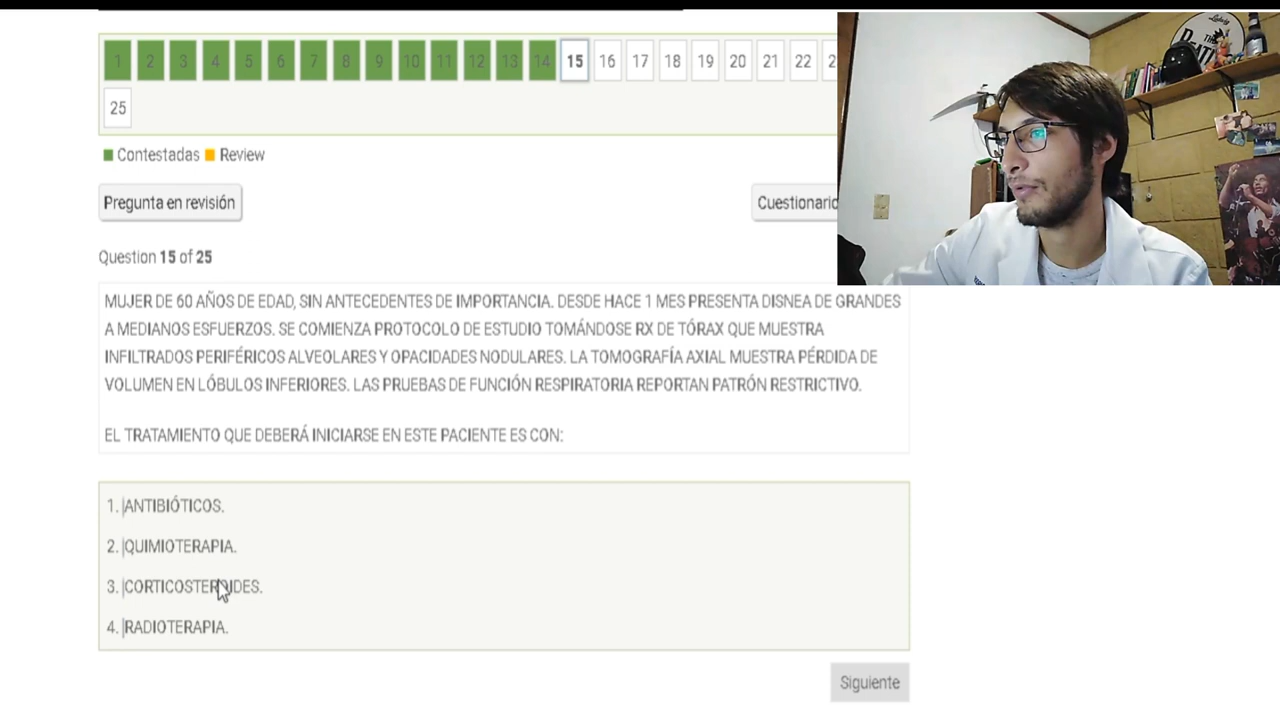 1 2 3 4 5 6 7 8 9 10 11 12 13 14 15 16 17 18 19 20 21 22
25
Contestadas Review
Pregunta en revisión
Cuestionario
Question 15 of 25
MUJER DE 60 AÑOS DE EDAD, SIN ANTECEDENTES DE IMPORTANCIA. DESDE HACE 1 MES PRESENTA DISNEA DE GRANDES
A MEDIANOS ESFUERZOS. SE COMIENZA PROTOCOLO DE ESTUDIO TOMÁNDOSE RX DE TÓRAX QUE MUESTRA
INFILTRADOS PERIFÉRICOS ALVEOLARES Y OPACIDADES NODULARES. LA TOMOGRAFÍA AXIAL MUESTRA PÉRDIDA DE
VOLUMEN EN LÓBULOS INFERIORES. LAS PRUEBAS DE FUNCIÓN RESPIRATORIA REPORTAN PATRÓN RESTRICTIVO.
EL TRATAMIENTO QUE DEBERÁ INICIARSE EN ESTE PACIENTE ES CON:
1. ANTIBIÓTICOS.
2. QUIMIOTERAPIA.
3. CORTICOSTEROIDES.
4. RADIOTERAPIA.
Siguiente